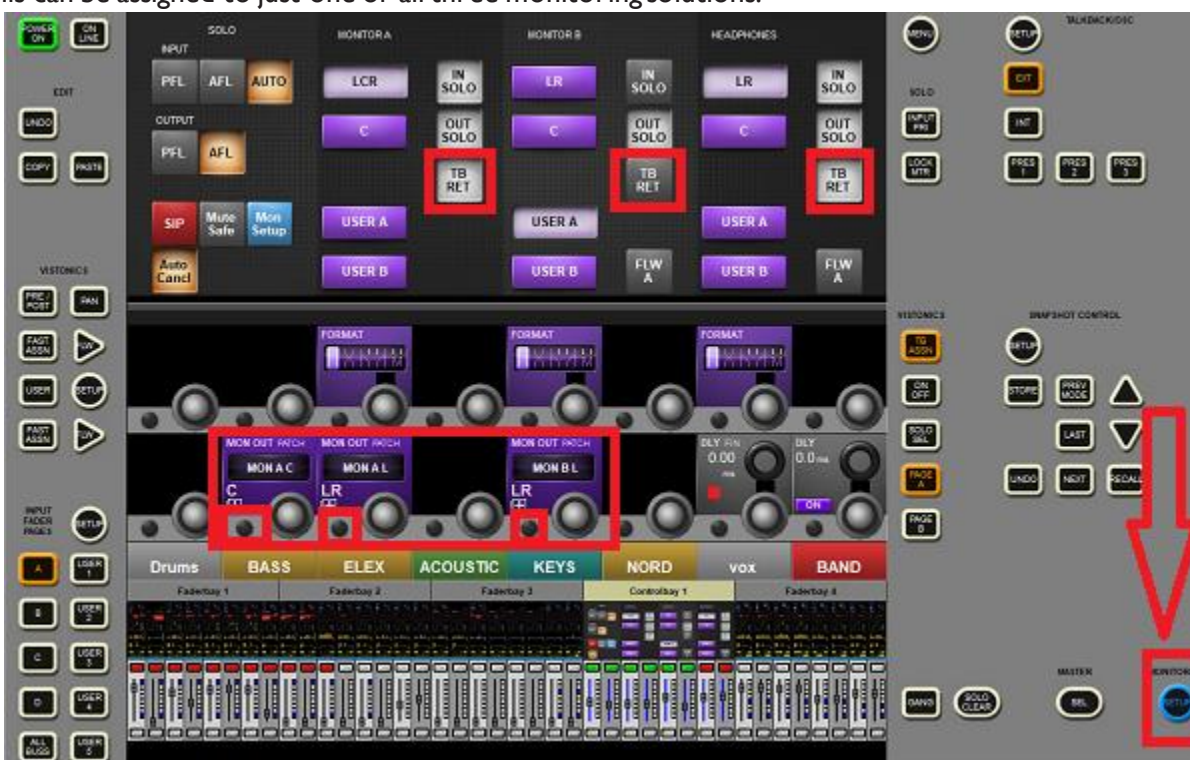 his can be assigned to just one or all three monitoring solutions.
POWER ON
ON LINE
SOLO
MONITOR A
MONITOR B
HEADPHONES
MENU
SETUP
TALKBACK/OSC
INPUT
PFL
AFL
AUTO
LCR
IN SOLO
LR
IN SOLO
LR
IN SOLO
EXT
EDIT
SOLO
UNDO
OUTPUT
C
OUT SOLO
C
OUT SOLO
C
OUT SOLO
INPUT PRI
INT
PFL
AFL
COPY
PASTE
TB RET
TB RET
TB RET
LOCK MTR
PRES 1
PRES 2
PRES 3
SIP
Mute Safe
Mon Setup
USER A
USER A
USER A
VISTONICS
Auto Cancl
USER B
USER B
FLW A
USER B
FLW A
PRE / POST
PAN
VISTONICS
SNAPSHOT CONTROL
FAST ASSN
FORMAT
FORMAT
FORMAT
TG ASSN
SETUP
USER
SETUP
ON OFF
STORE
PREV MODE
FAST ASSN
MON OUT PATCH
MON OUT PATCH
MON OUT PATCH
DLY FIN
DLY
SOLO SEL
LAST
MON A C
MON A L
MON B L
0.00
0.0 ms
ms
C
LR
LR
ON
PAGE A
UNDO
NEXT
RECALL
INPUT FADER PAGES
SETUP
PAGE B
A
USER 1
Drums
BASS
ELEX
ACOUSTIC
KEYS
NORD
vox
BAND
Faderbay 1
Faderbay 2
Faderbay 3
Controlbay 1
Faderbay 4
B
USER 2
C
USER 3
MASTER
MONITOR
D
USER 4
GANG
SOLO CLEAR
SEL
SETUP
ALL BUSS
USER 5